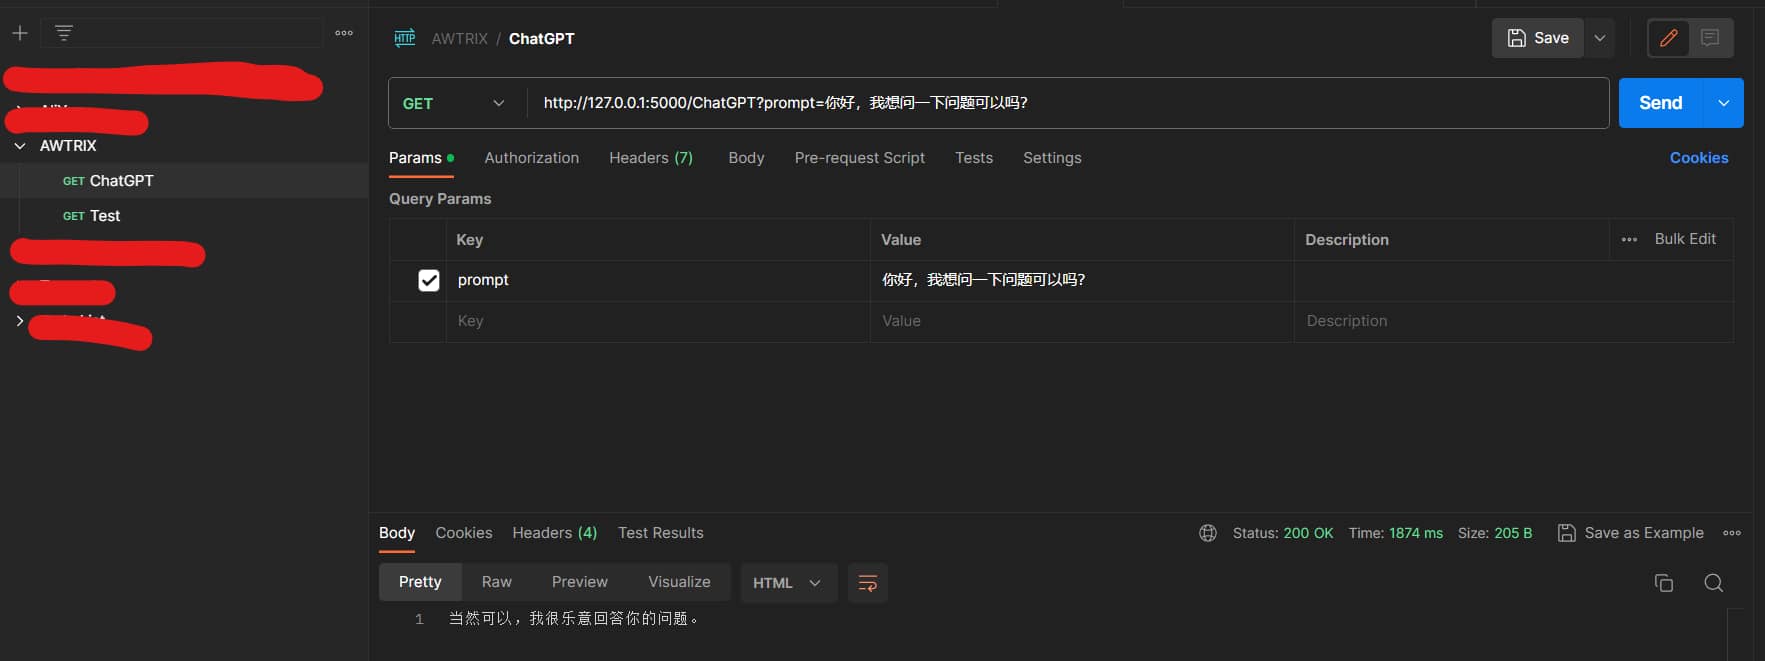 AWTRIX / ChatGPT
Save
GET http://127.0.0.1:5000/ChatGPT?prompt=你好，我想问一下问题可以吗?
Send
AWTRIX
GET ChatGPT
GET Test
Params Authorization Headers (7) Body Pre-request Script Tests Settings
Cookies
Query Params
Key Value Description Bulk Edit
prompt 你好，我想问一下问题可以吗?
Key Value Description
Body Cookies Headers (4) Test Results
Status: 200 OK Time: 1874 ms Size: 205 B Save as Example
Pretty Raw Preview Visualize HTML
1 当然可以，我很乐意回答你的问题。